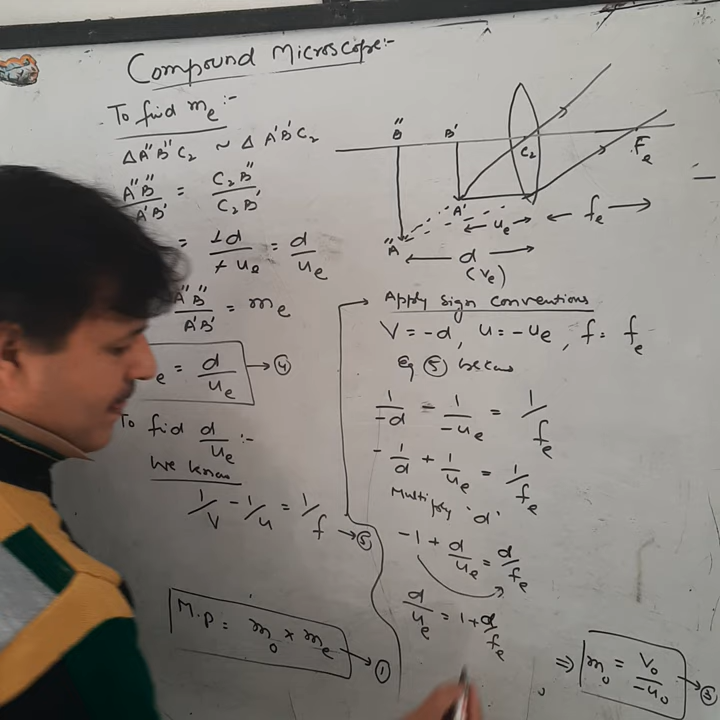 Compound Microscope:-
To find me:-
ΔA"B"C2 ~ Δ A'B'C2
A"B"/A'B' = C2B"/C2B'
= +d/+ue = d/ue
A"B"/A'B' = me
e = d/ue → ④
To find d/ue :-
We know
1/V - 1/u = 1/f → ⑤
M.P = mo × me → ①
B" B' C2 Fe
A' ue fe
A" d
(ve)
Apply sign conventions
V = -d, u = -ue, f = fe
Eq ⑤ becms
1/-d - 1/-ue = 1/fe
-1/d + 1/ue = 1/fe
Multiply 'd'
-1 + d/ue = d/fe
d/ue = 1 + d/fe
⇒ mo = Vo/-uo → ③